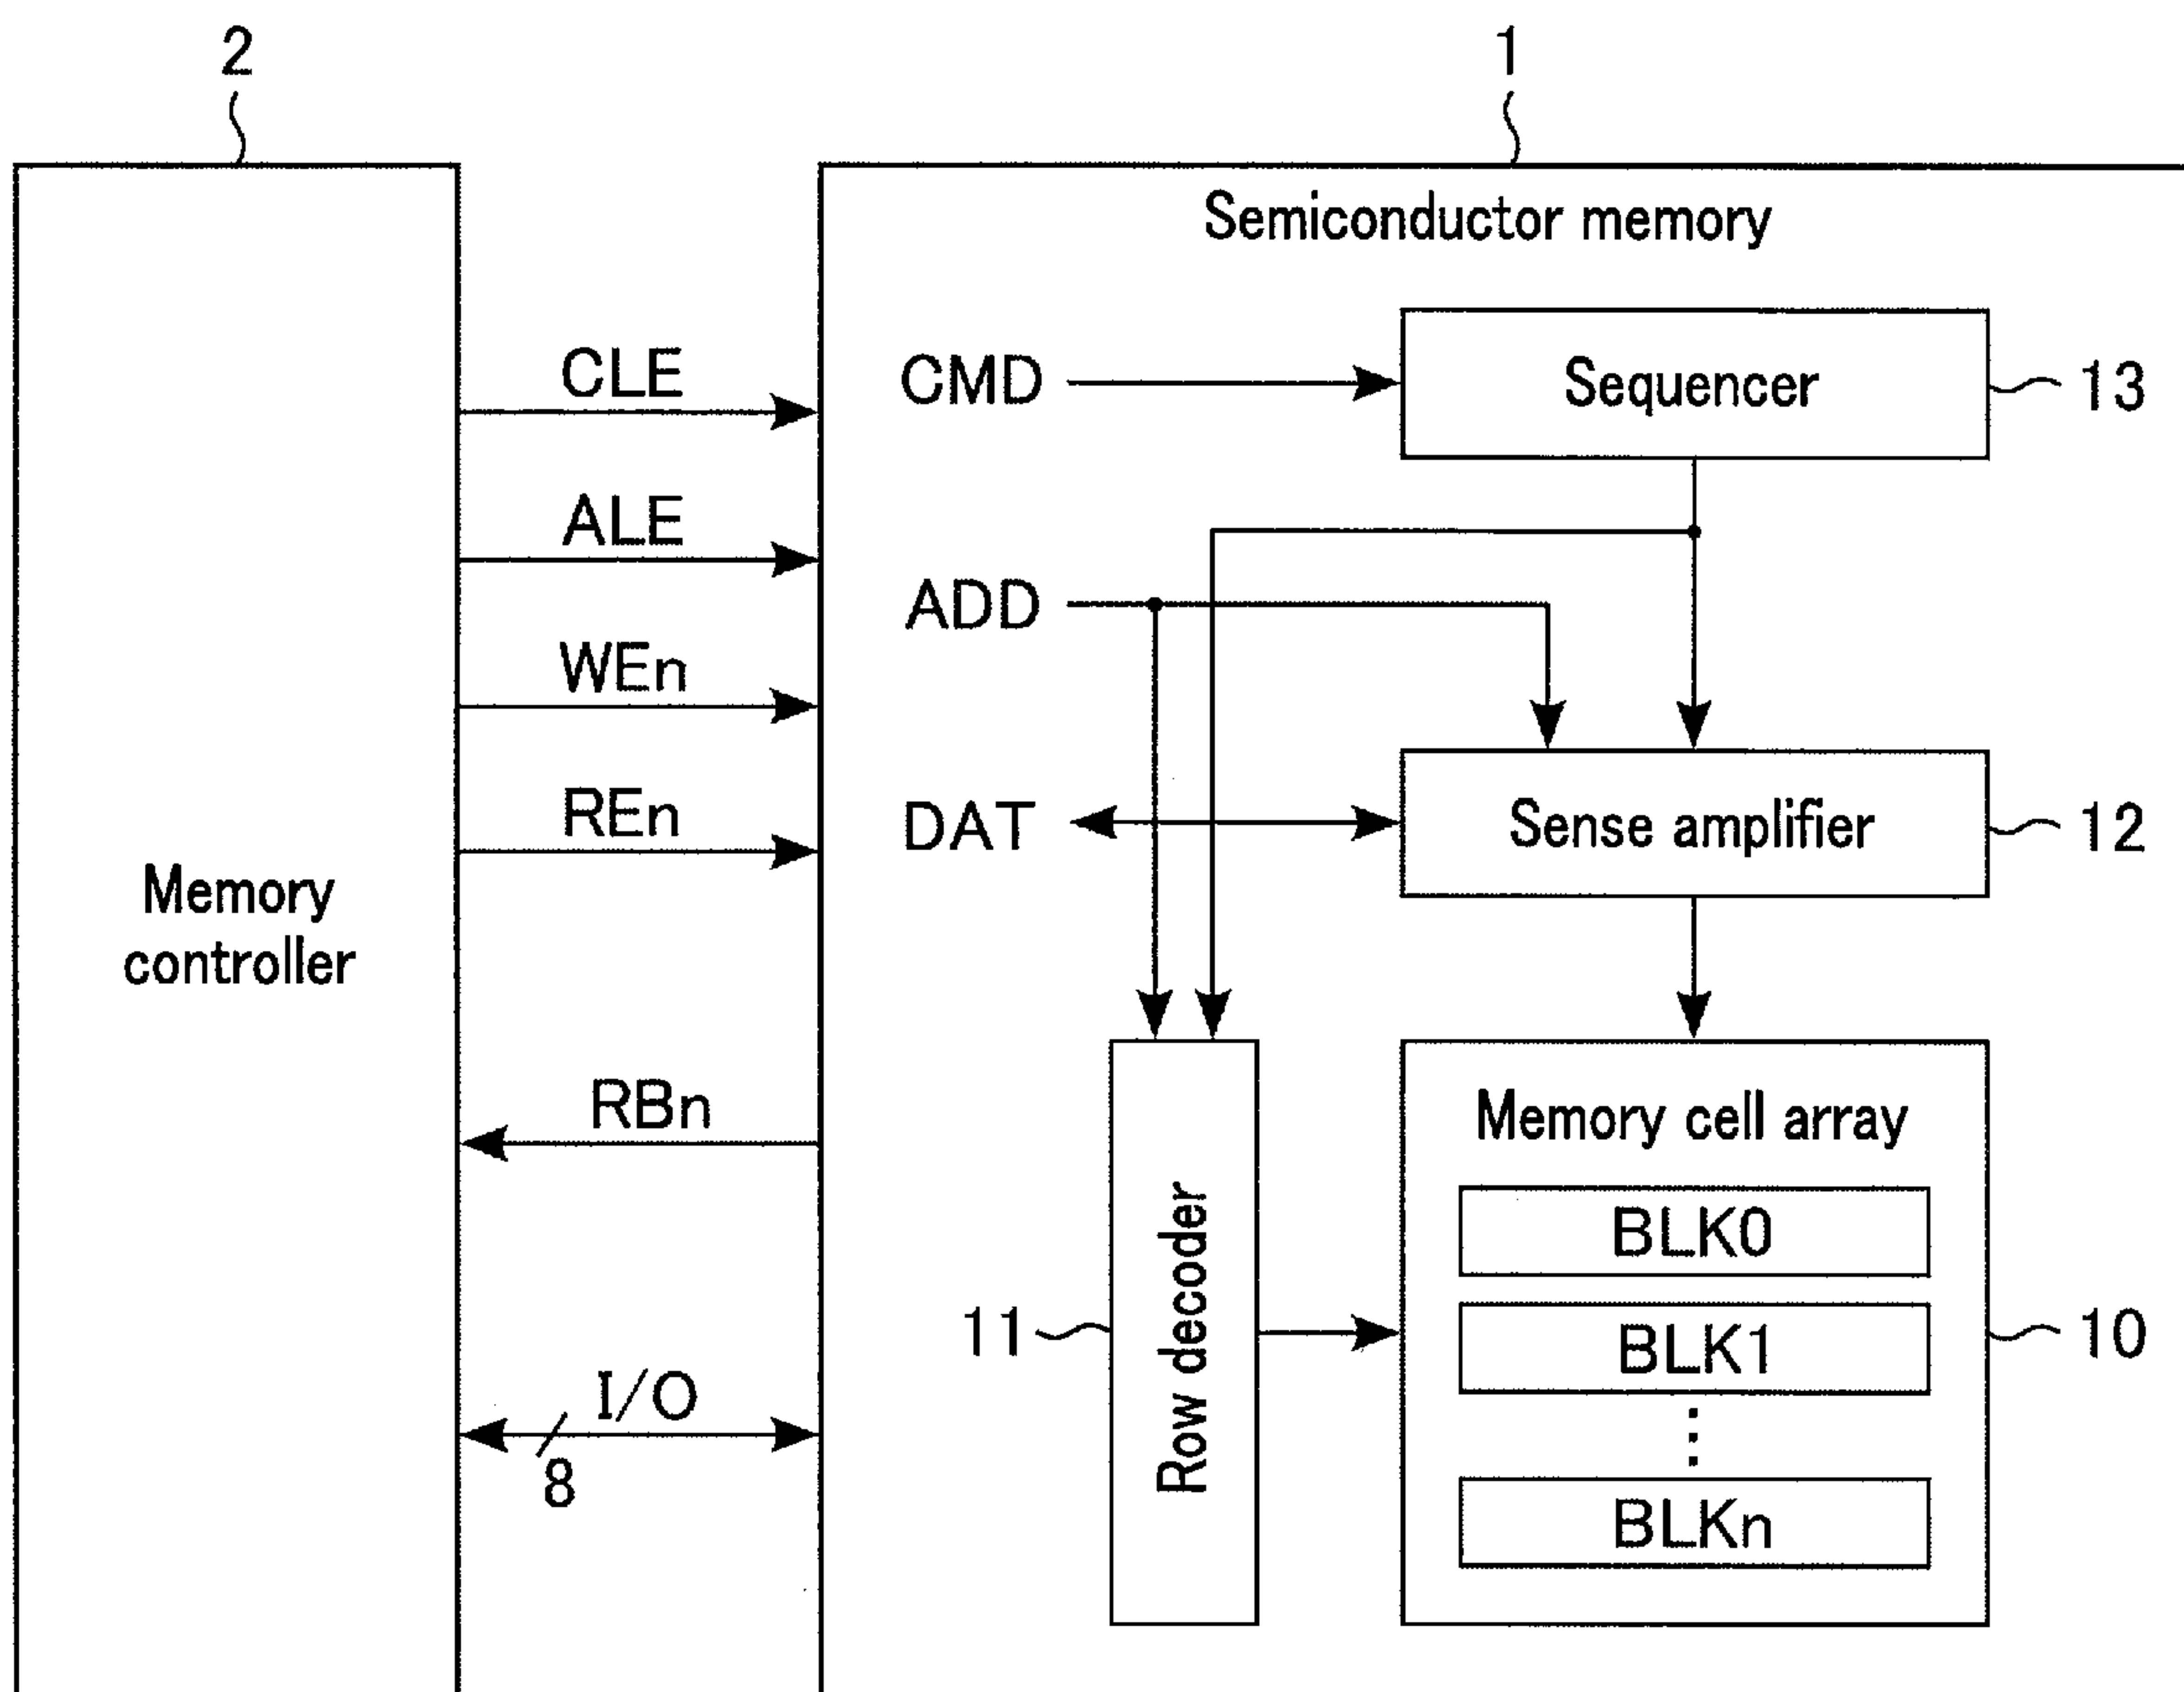 2
1
Semiconductor memory
CLE
CMD
Sequencer
13
ALE
ADD
WEn
REn
DAT
Sense amplifier
12
Memory
controller
RBn
Memory cell array
BLK0
11
Row decoder
BLK1
10
I/O
8
BLKn